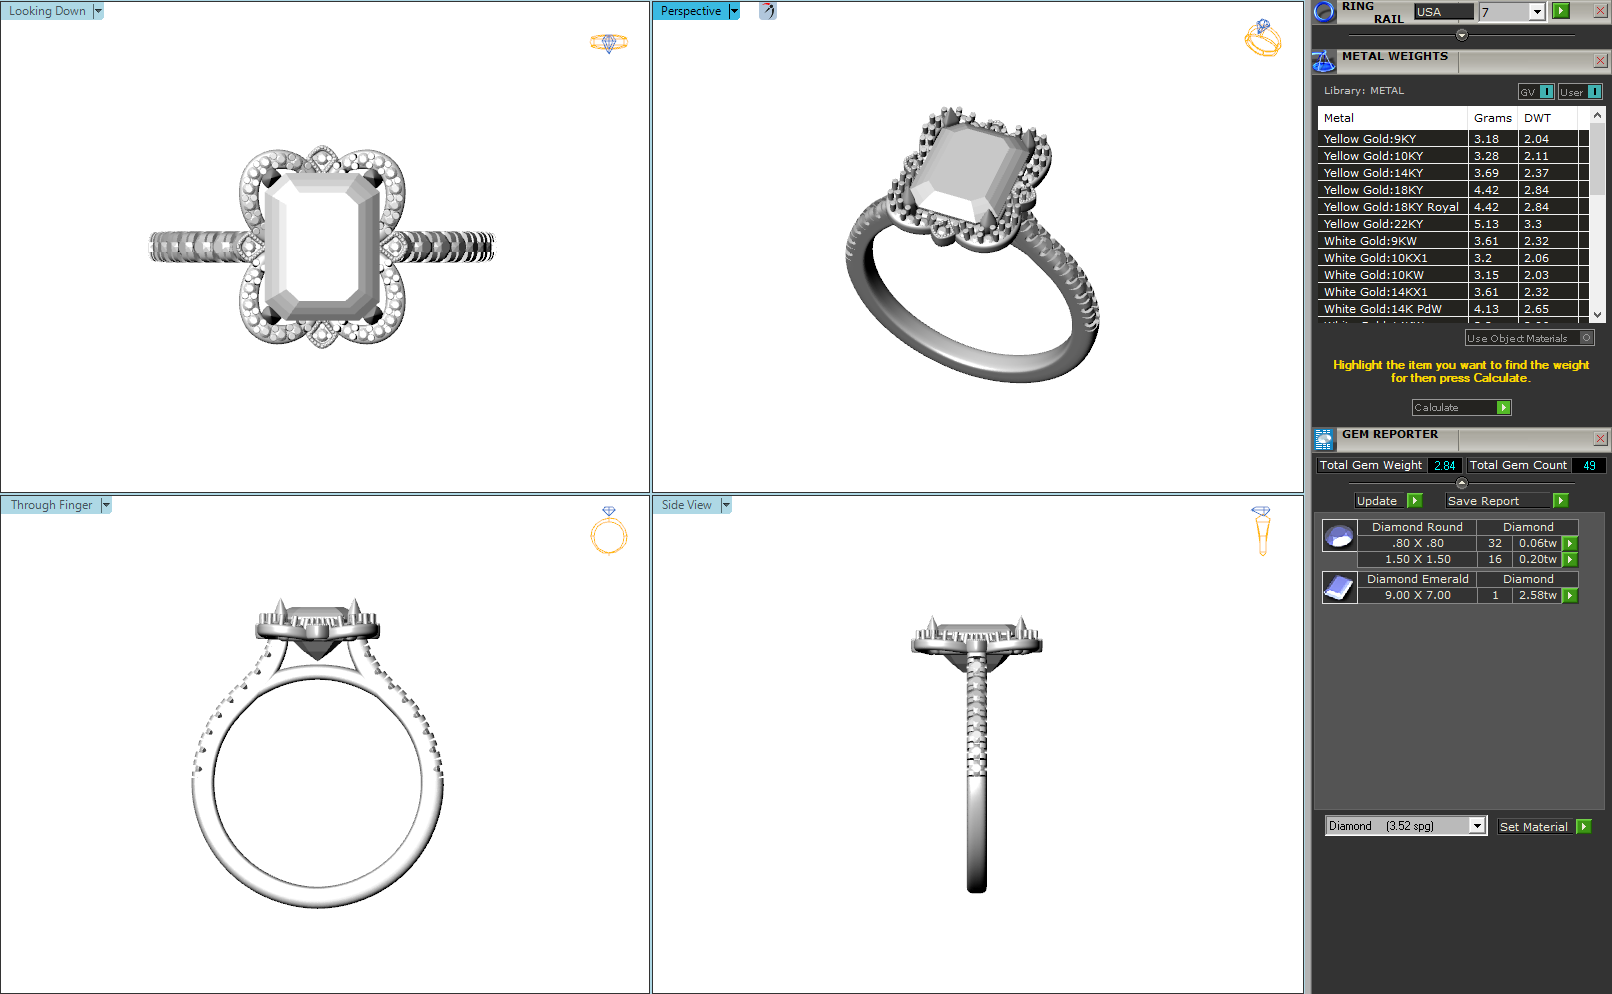 Looking Down
Perspective
Through Finger
Side View
RING
RAIL
USA
7
METAL WEIGHTS
Library: METAL
GV I
User I
Metal Grams DWT
Yellow Gold:9KY 3.18 2.04
Yellow Gold:10KY 3.28 2.11
Yellow Gold:14KY 3.69 2.37
Yellow Gold:18KY 4.42 2.84
Yellow Gold:18KY Royal 4.42 2.84
Yellow Gold:22KY 5.13 3.3
White Gold:9KW 3.61 2.32
White Gold:10KX1 3.2 2.06
White Gold:10KW 3.15 2.03
White Gold:14KX1 3.61 2.32
White Gold:14K PdW 4.13 2.65
Use Object Materials
Highlight the item you want to find the weight
for then press Calculate.
Calculate
GEM REPORTER
Total Gem Weight 2.84 Total Gem Count 49
Update Save Report
Diamond Round Diamond
.80 X .80 32 0.06tw
1.50 X 1.50 16 0.20tw
Diamond Emerald Diamond
9.00 X 7.00 1 2.58tw
Diamond (3.52 spg) Set Material